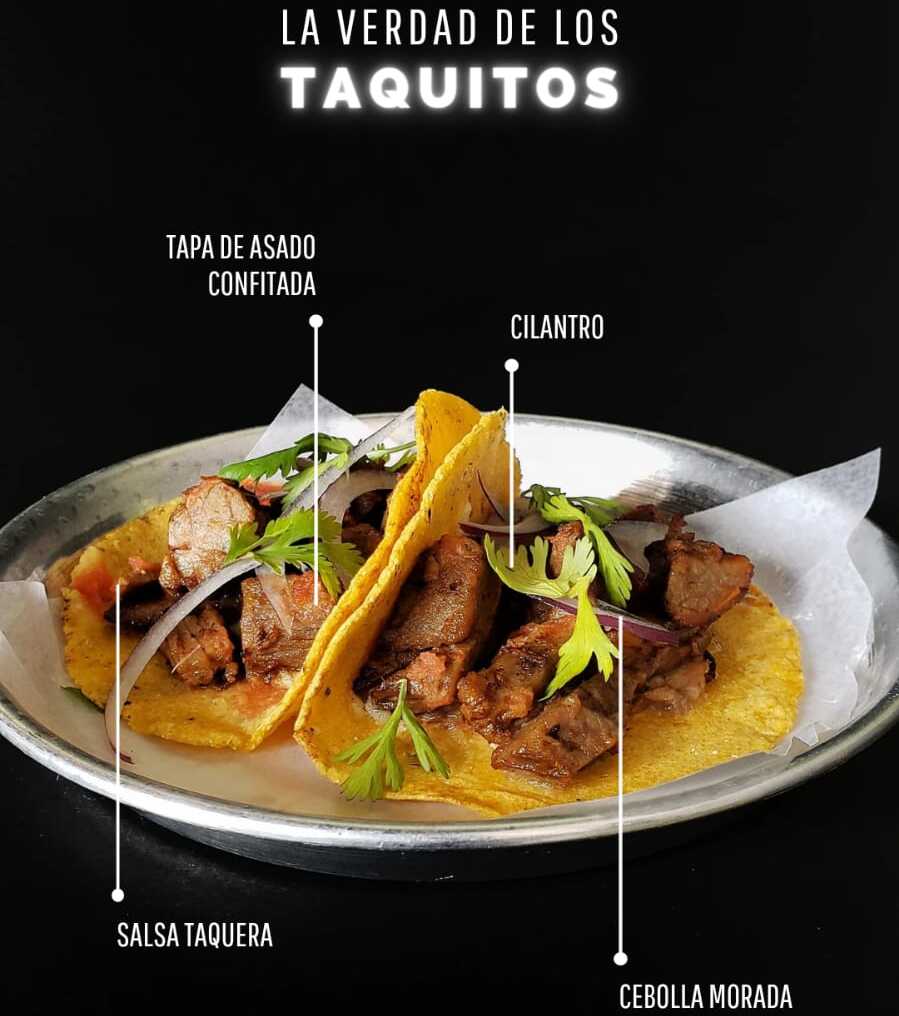 LA VERDAD DE LOS
TAQUITOS
TAPA DE ASADO
CONFITADA
CILANTRO
SALSA TAQUERA
CEBOLLA MORADA